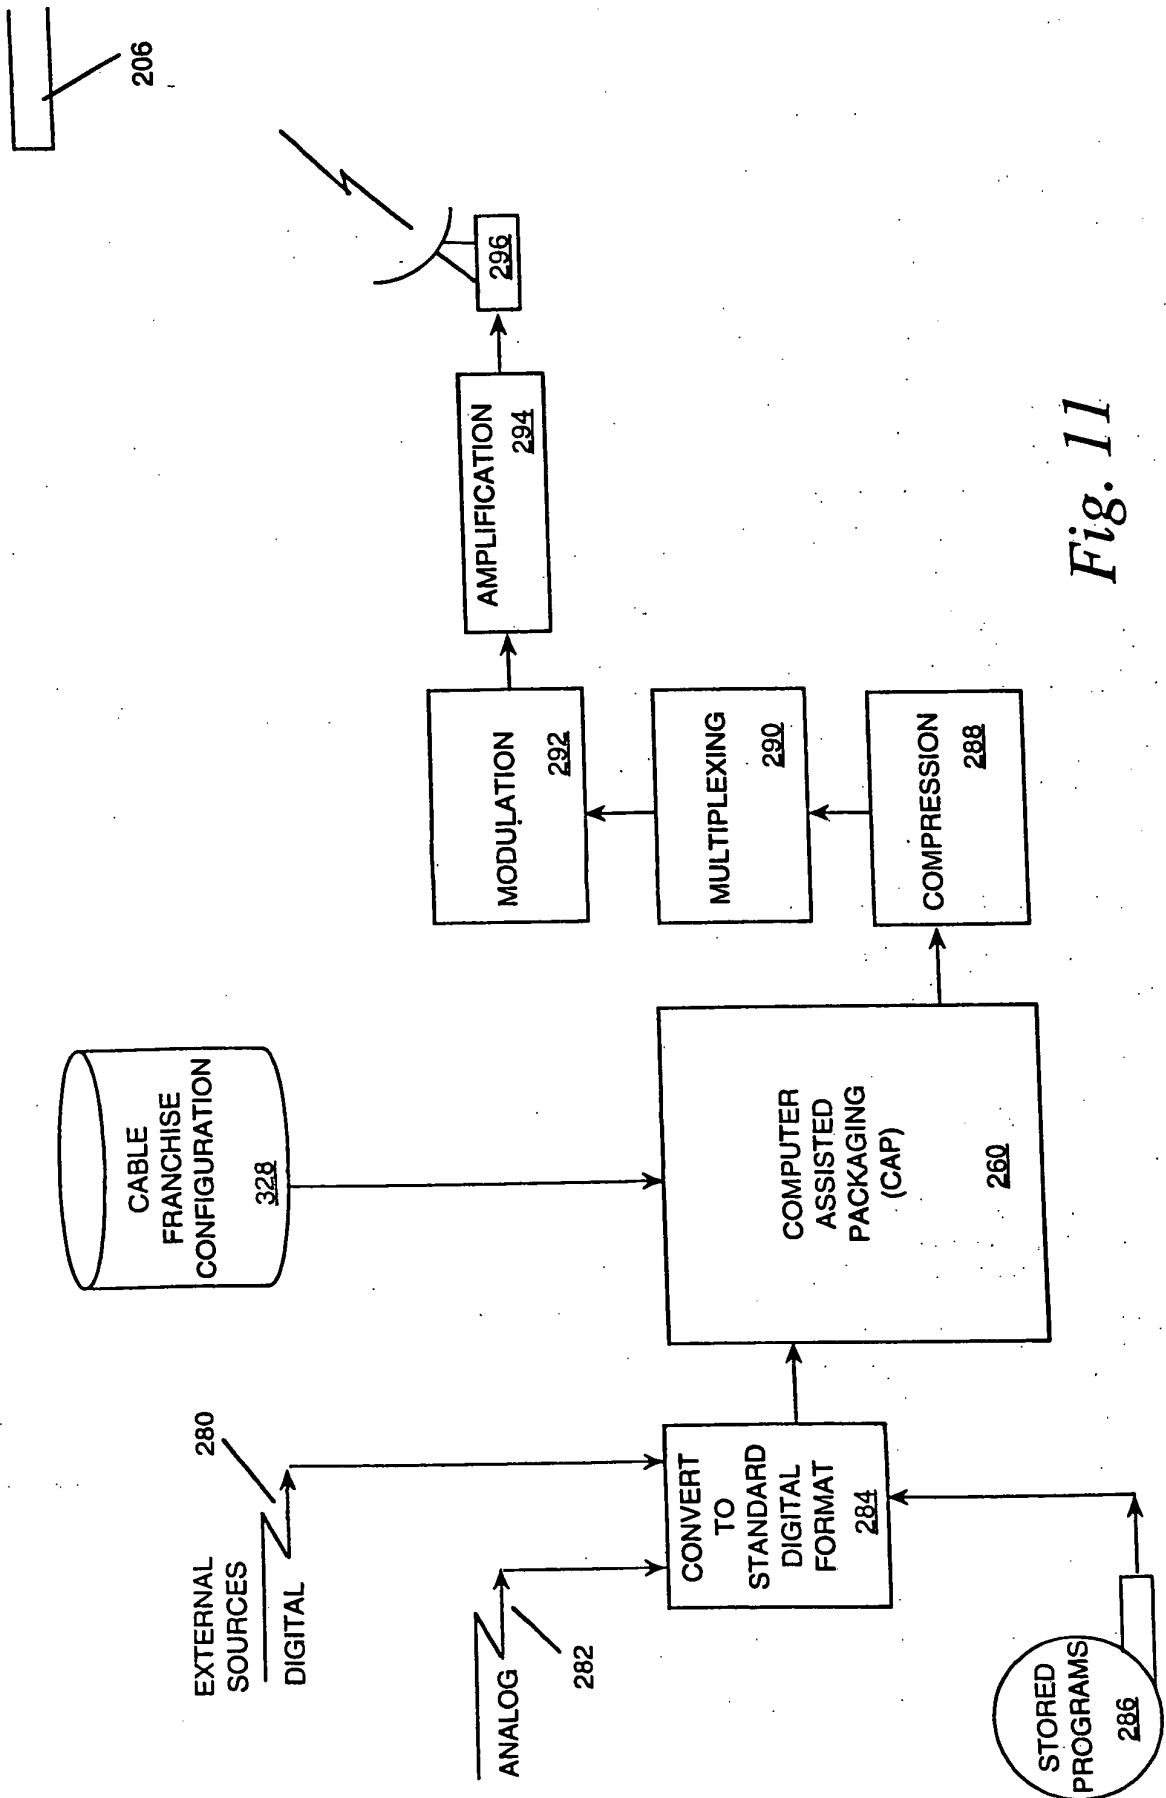 EXTERNAL
SOURCES
DIGITAL
280
ANALOG
282
STORED
PROGRAMS
286
CONVERT
TO
STANDARD
DIGITAL
FORMAT
284
CABLE
FRANCHISE
CONFIGURATION
328
COMPUTER
ASSISTED
PACKAGING
(CAP)
260
COMPRESSION
288
MULTIPLEXING
290
MODULATION
292
AMPLIFICATION
294
296
206
Fig. 11